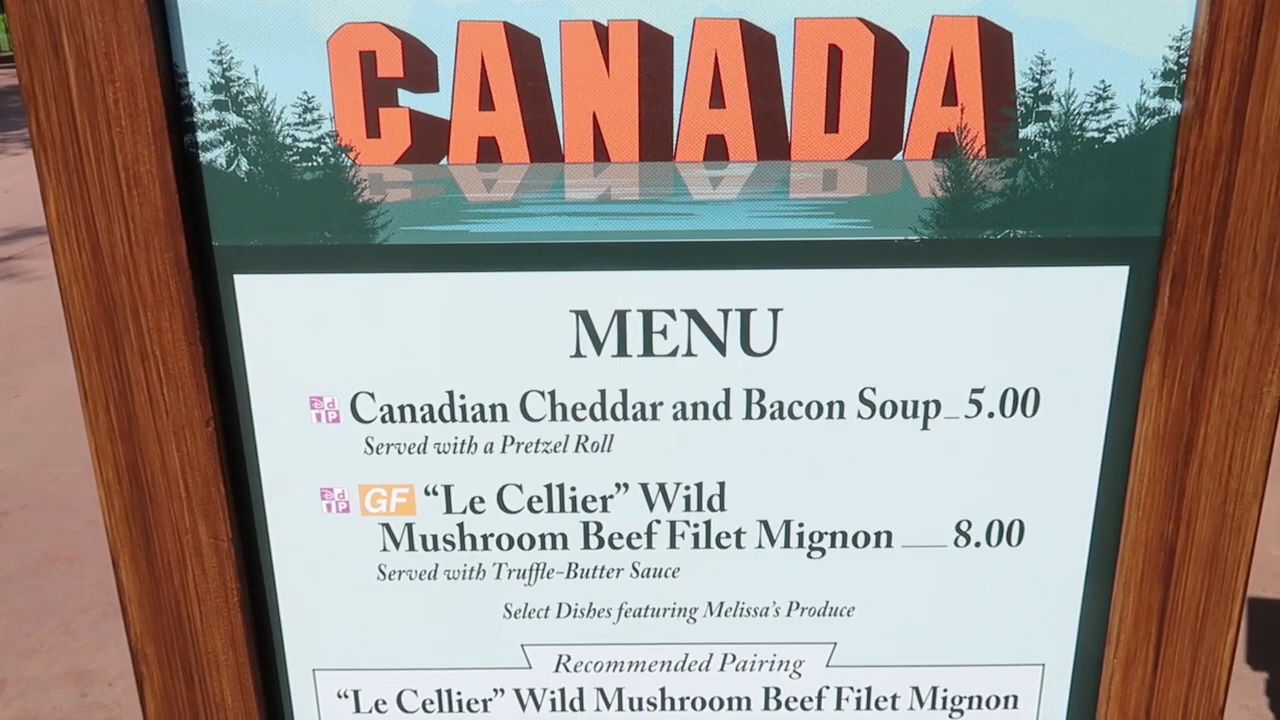 CANADA
MENU
Canadian Cheddar and Bacon Soup 5.00
Served with a Pretzel Roll
GF “Le Cellier” Wild
Mushroom Beef Filet Mignon 8.00
Served with Truffle-Butter Sauce
Select Dishes featuring Melissa's Produce
Recommended Pairing
“Le Cellier” Wild Mushroom Beef Filet Mignon